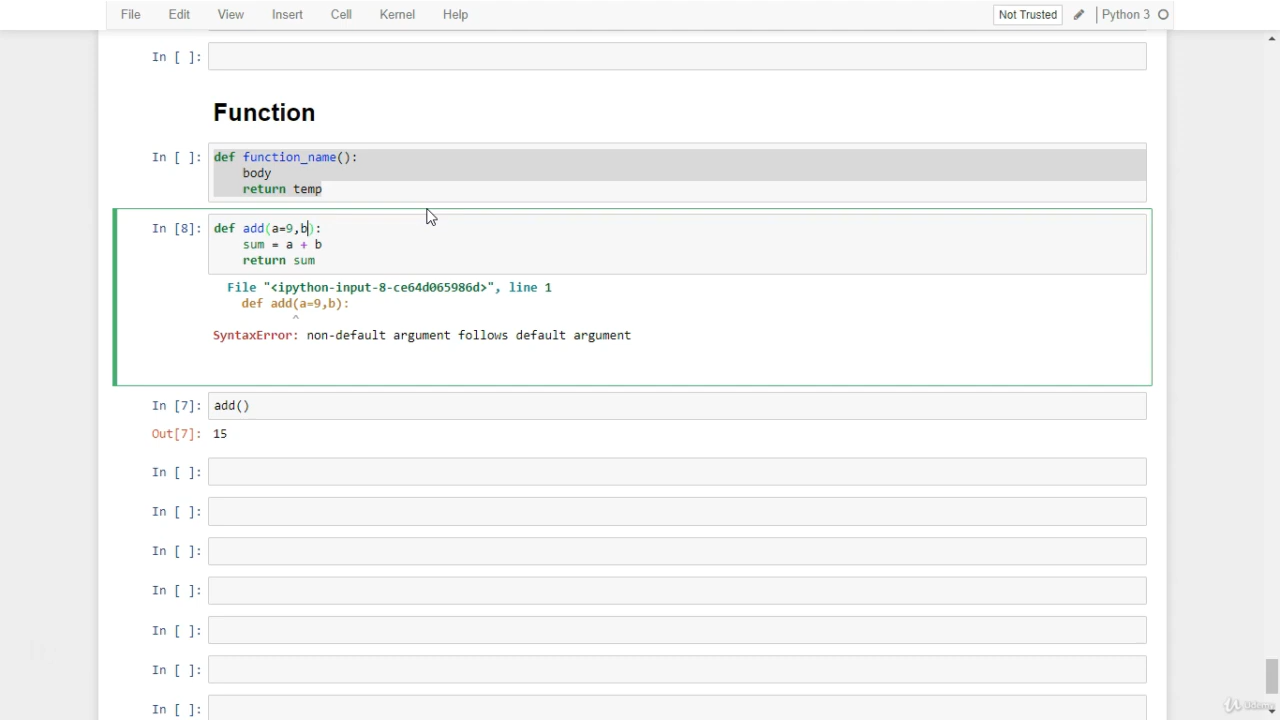 File Edit View Insert Cell Kernel Help Not Trusted Python 3
In [ ]:
Function
In [ ]: def function_name():
body
return temp
In [8]: def add(a=9,b):
sum = a + b
return sum
File "<ipython-input-8-ce64d065986d>", line 1
def add(a=9,b):
^
SyntaxError: non-default argument follows default argument
In [7]: add()
Out[7]: 15
In [ ]:
In [ ]:
In [ ]:
In [ ]:
In [ ]:
In [ ]:
In [ ]:
Udemy